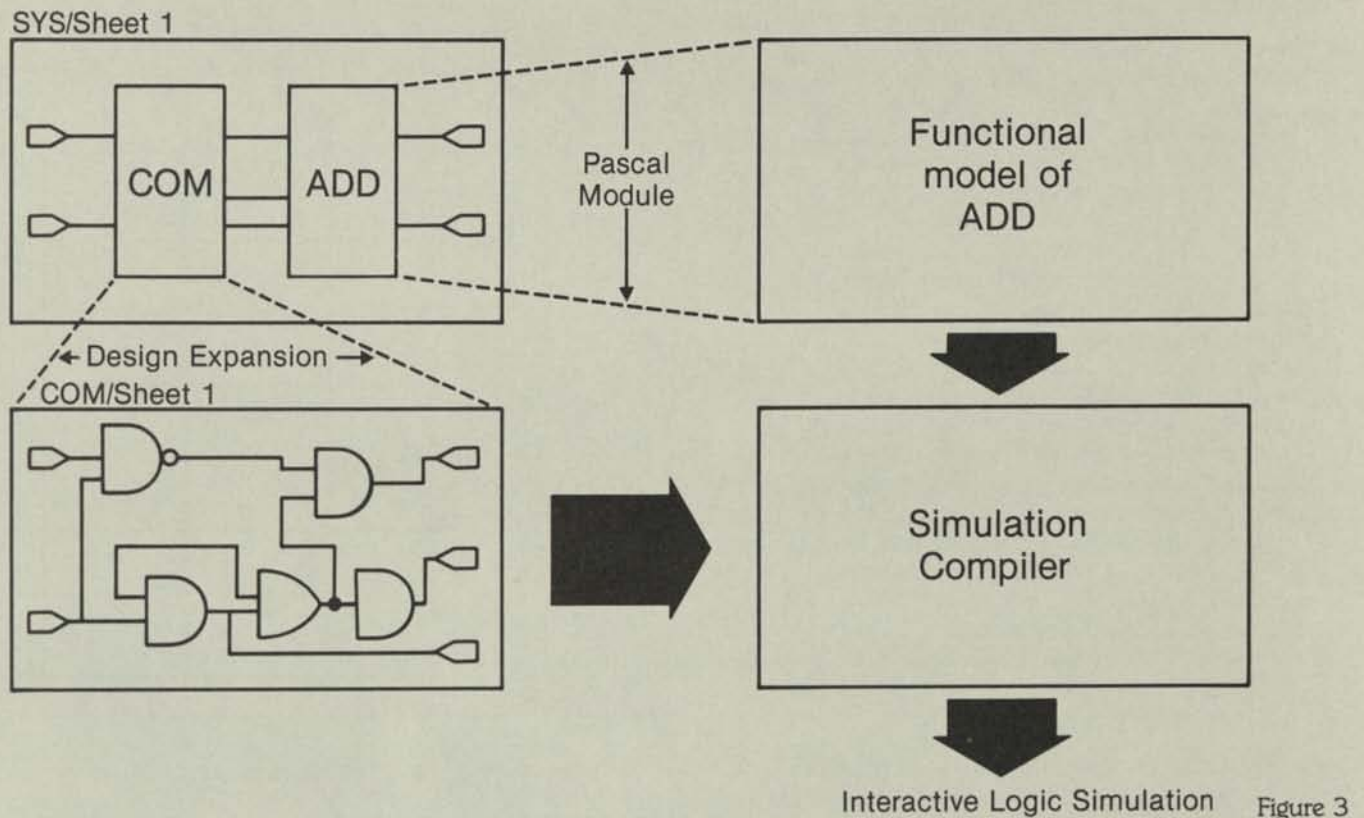 SYS/Sheet 1
COM
ADD
Pascal
Module
Functional
model of
ADD
Design Expansion
COM/Sheet 1
Simulation
Compiler
Interactive Logic Simulation
Figure 3